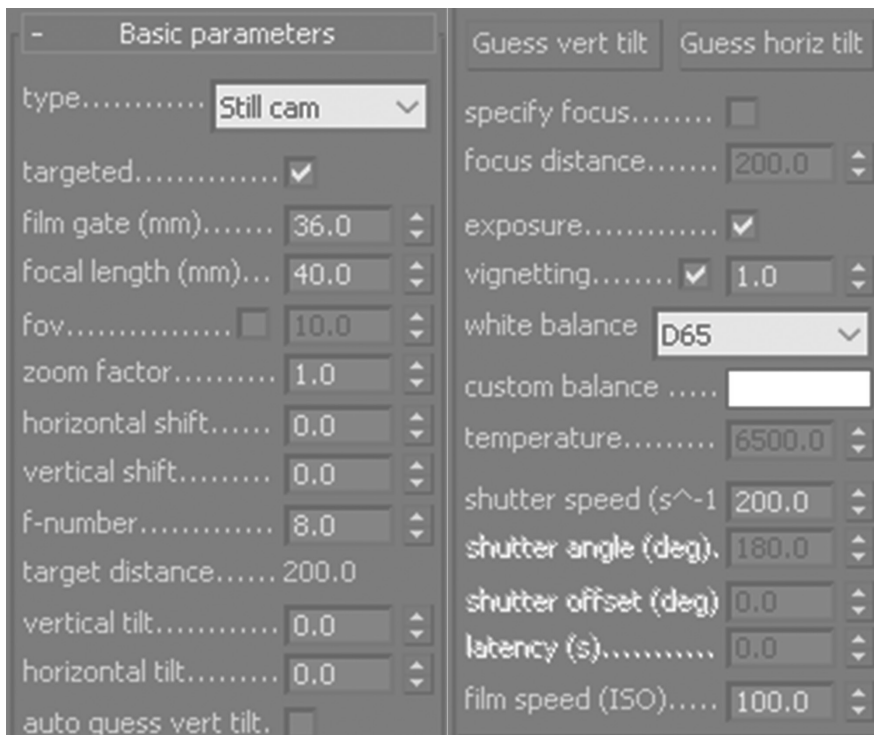 - Basic parameters
type............ Still cam
targeted..............
film gate (mm)....... 36.0
focal length (mm)... 40.0
fov................ 10.0
zoom factor.......... 1.0
horizontal shift...... 0.0
vertical shift......... 0.0
f-number............. 8.0
target distance...... 200.0
vertical tilt............ 0.0
horizontal tilt......... 0.0
auto guess vert tilt.
Guess vert tilt Guess horiz tilt
specify focus........
focus distance....... 200.0
exposure.............
vignetting........ 1.0
white balance D65
custom balance .....
temperature......... 6500.0
shutter speed (s^-1 200.0
shutter angle (deg). 180.0
shutter offset (deg) 0.0
latency (s)........... 0.0
film speed (ISO)..... 100.0